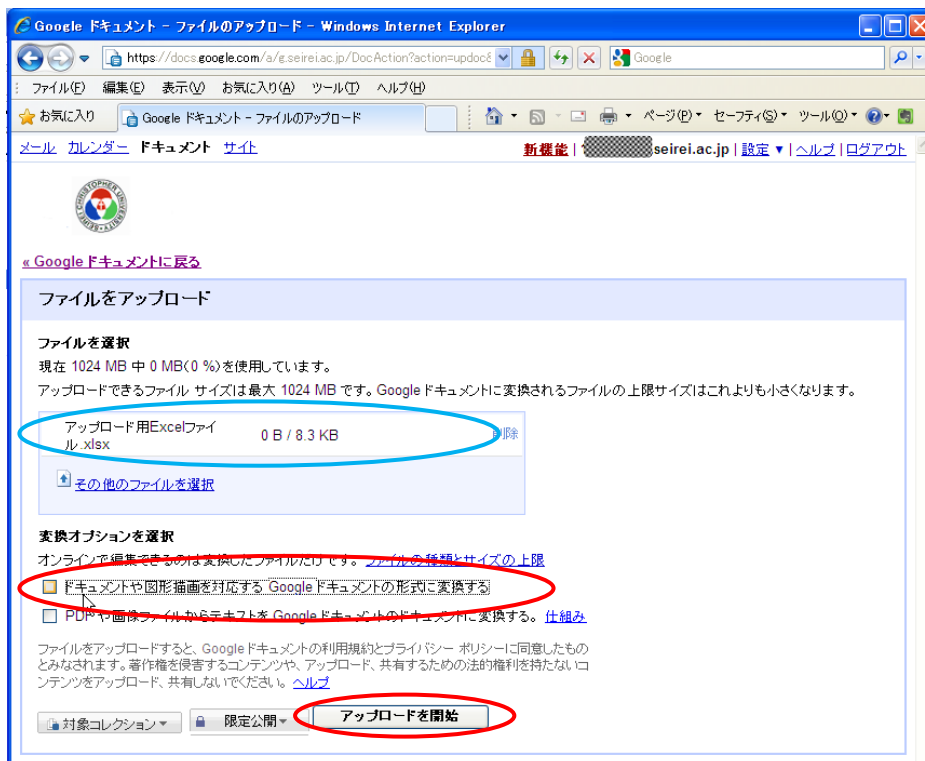 Google ドキュメント - ファイルのアップロード - Windows Internet Explorer
https://docs.google.com/a/g.seirei.ac.jp/DocAction?action=updoc&
Google
ファイル(F) 編集(E) 表示(V) お気に入り(A) ツール(T) ヘルプ(H)
お気に入り Google ドキュメント - ファイルのアップロード ページ(P) セーフティ(S) ツール(O)
メール カレンダー ドキュメント サイト 新機能 | seirei.ac.jp | 設定 ▼ | ヘルプ | ログアウト
« Google ドキュメントに戻る
ファイルをアップロード
ファイルを選択
現在 1024 MB 中 0 MB(0 %)を使用しています。
アップロードできるファイル サイズは最大 1024 MB です。Google ドキュメントに変換されるファイルの上限サイズはこれよりも小さくなります。
アップロード用Excelファイ
ル.xlsx 0 B / 8.3 KB 削除
その他のファイルを選択
変換オプションを選択
オンラインで編集できるのは変換したファイルだけです。 ファイルの種類とサイズの上限
ドキュメントや図形描画を対応する Google ドキュメントの形式に変換する
PDF や画像ファイルからテキストを Google ドキュメントのドキュメントに変換する。 仕組み
ファイルをアップロードすると、Google ドキュメントの利用規約とプライバシー ポリシーに同意したもの
とみなされます。著作権を侵害するコンテンツや、アップロード、共有するための法的権利を持たないコ
ンテンツをアップロード、共有しないでください。 ヘルプ
対象コレクション ▼ 限定公開 ▼ アップロードを開始